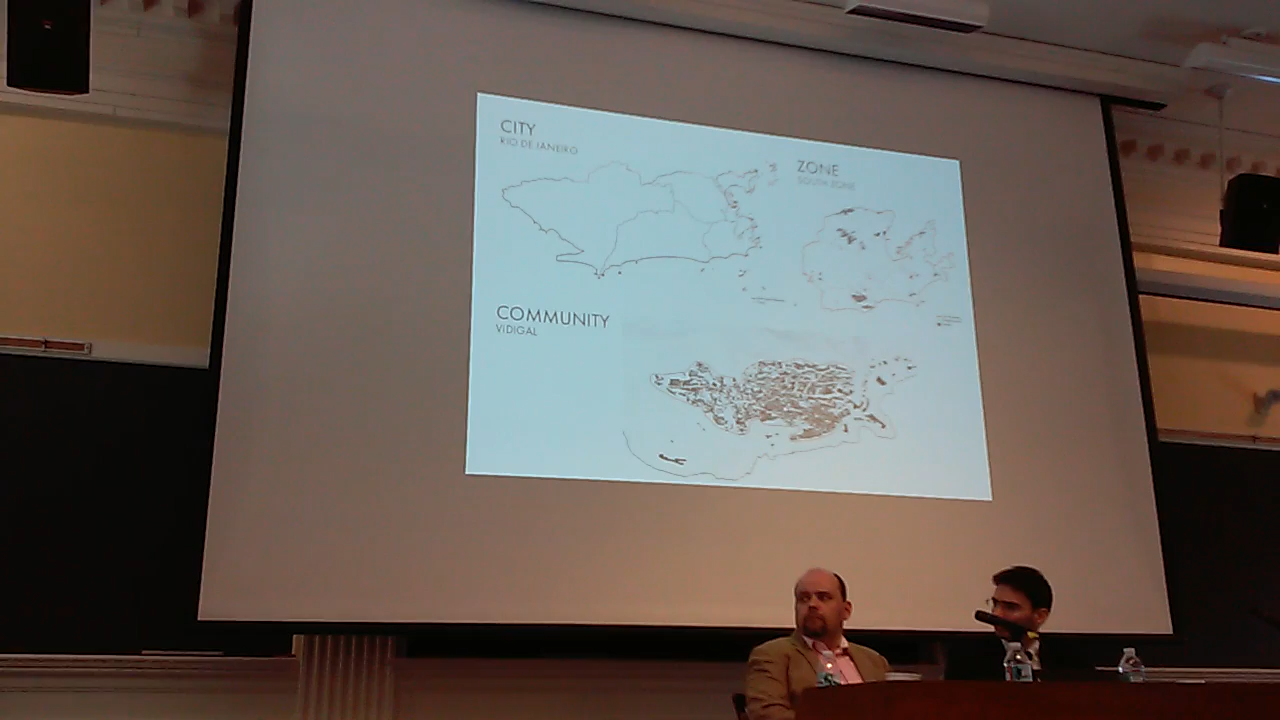 CITY
RIO DE JANEIRO
ZONE
SOUTH ZONE
COMMUNITY
VIDIGAL